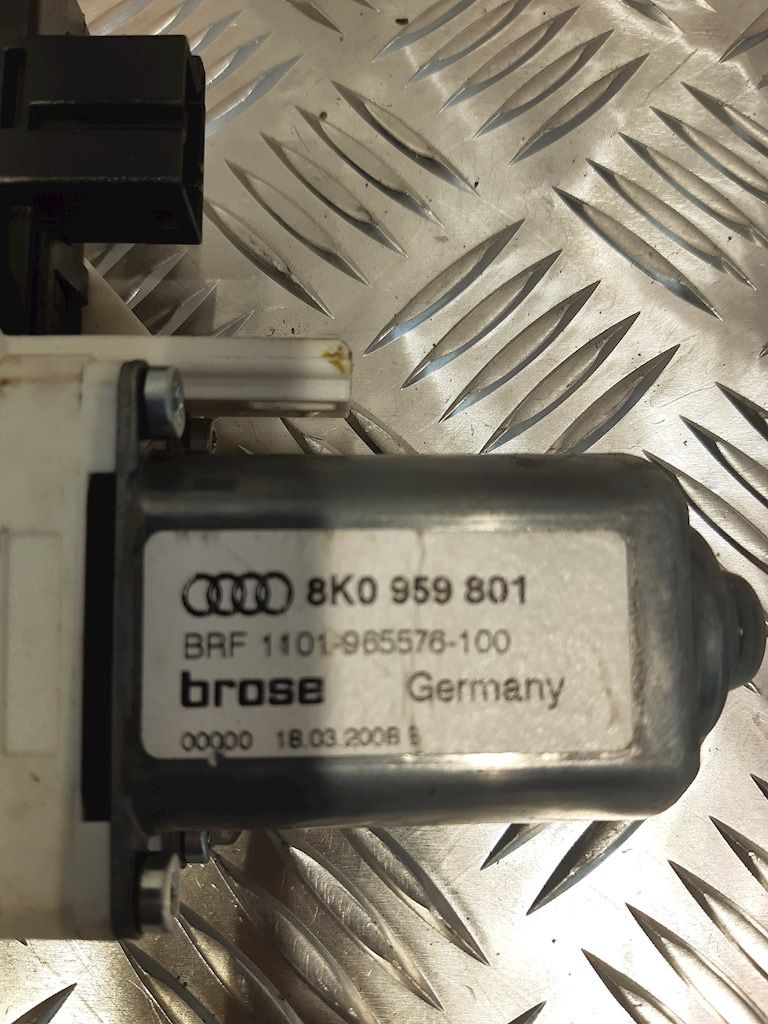 8K0 959 801
BRF 1101-965576-100
brose Germany
00000 18.03.2008